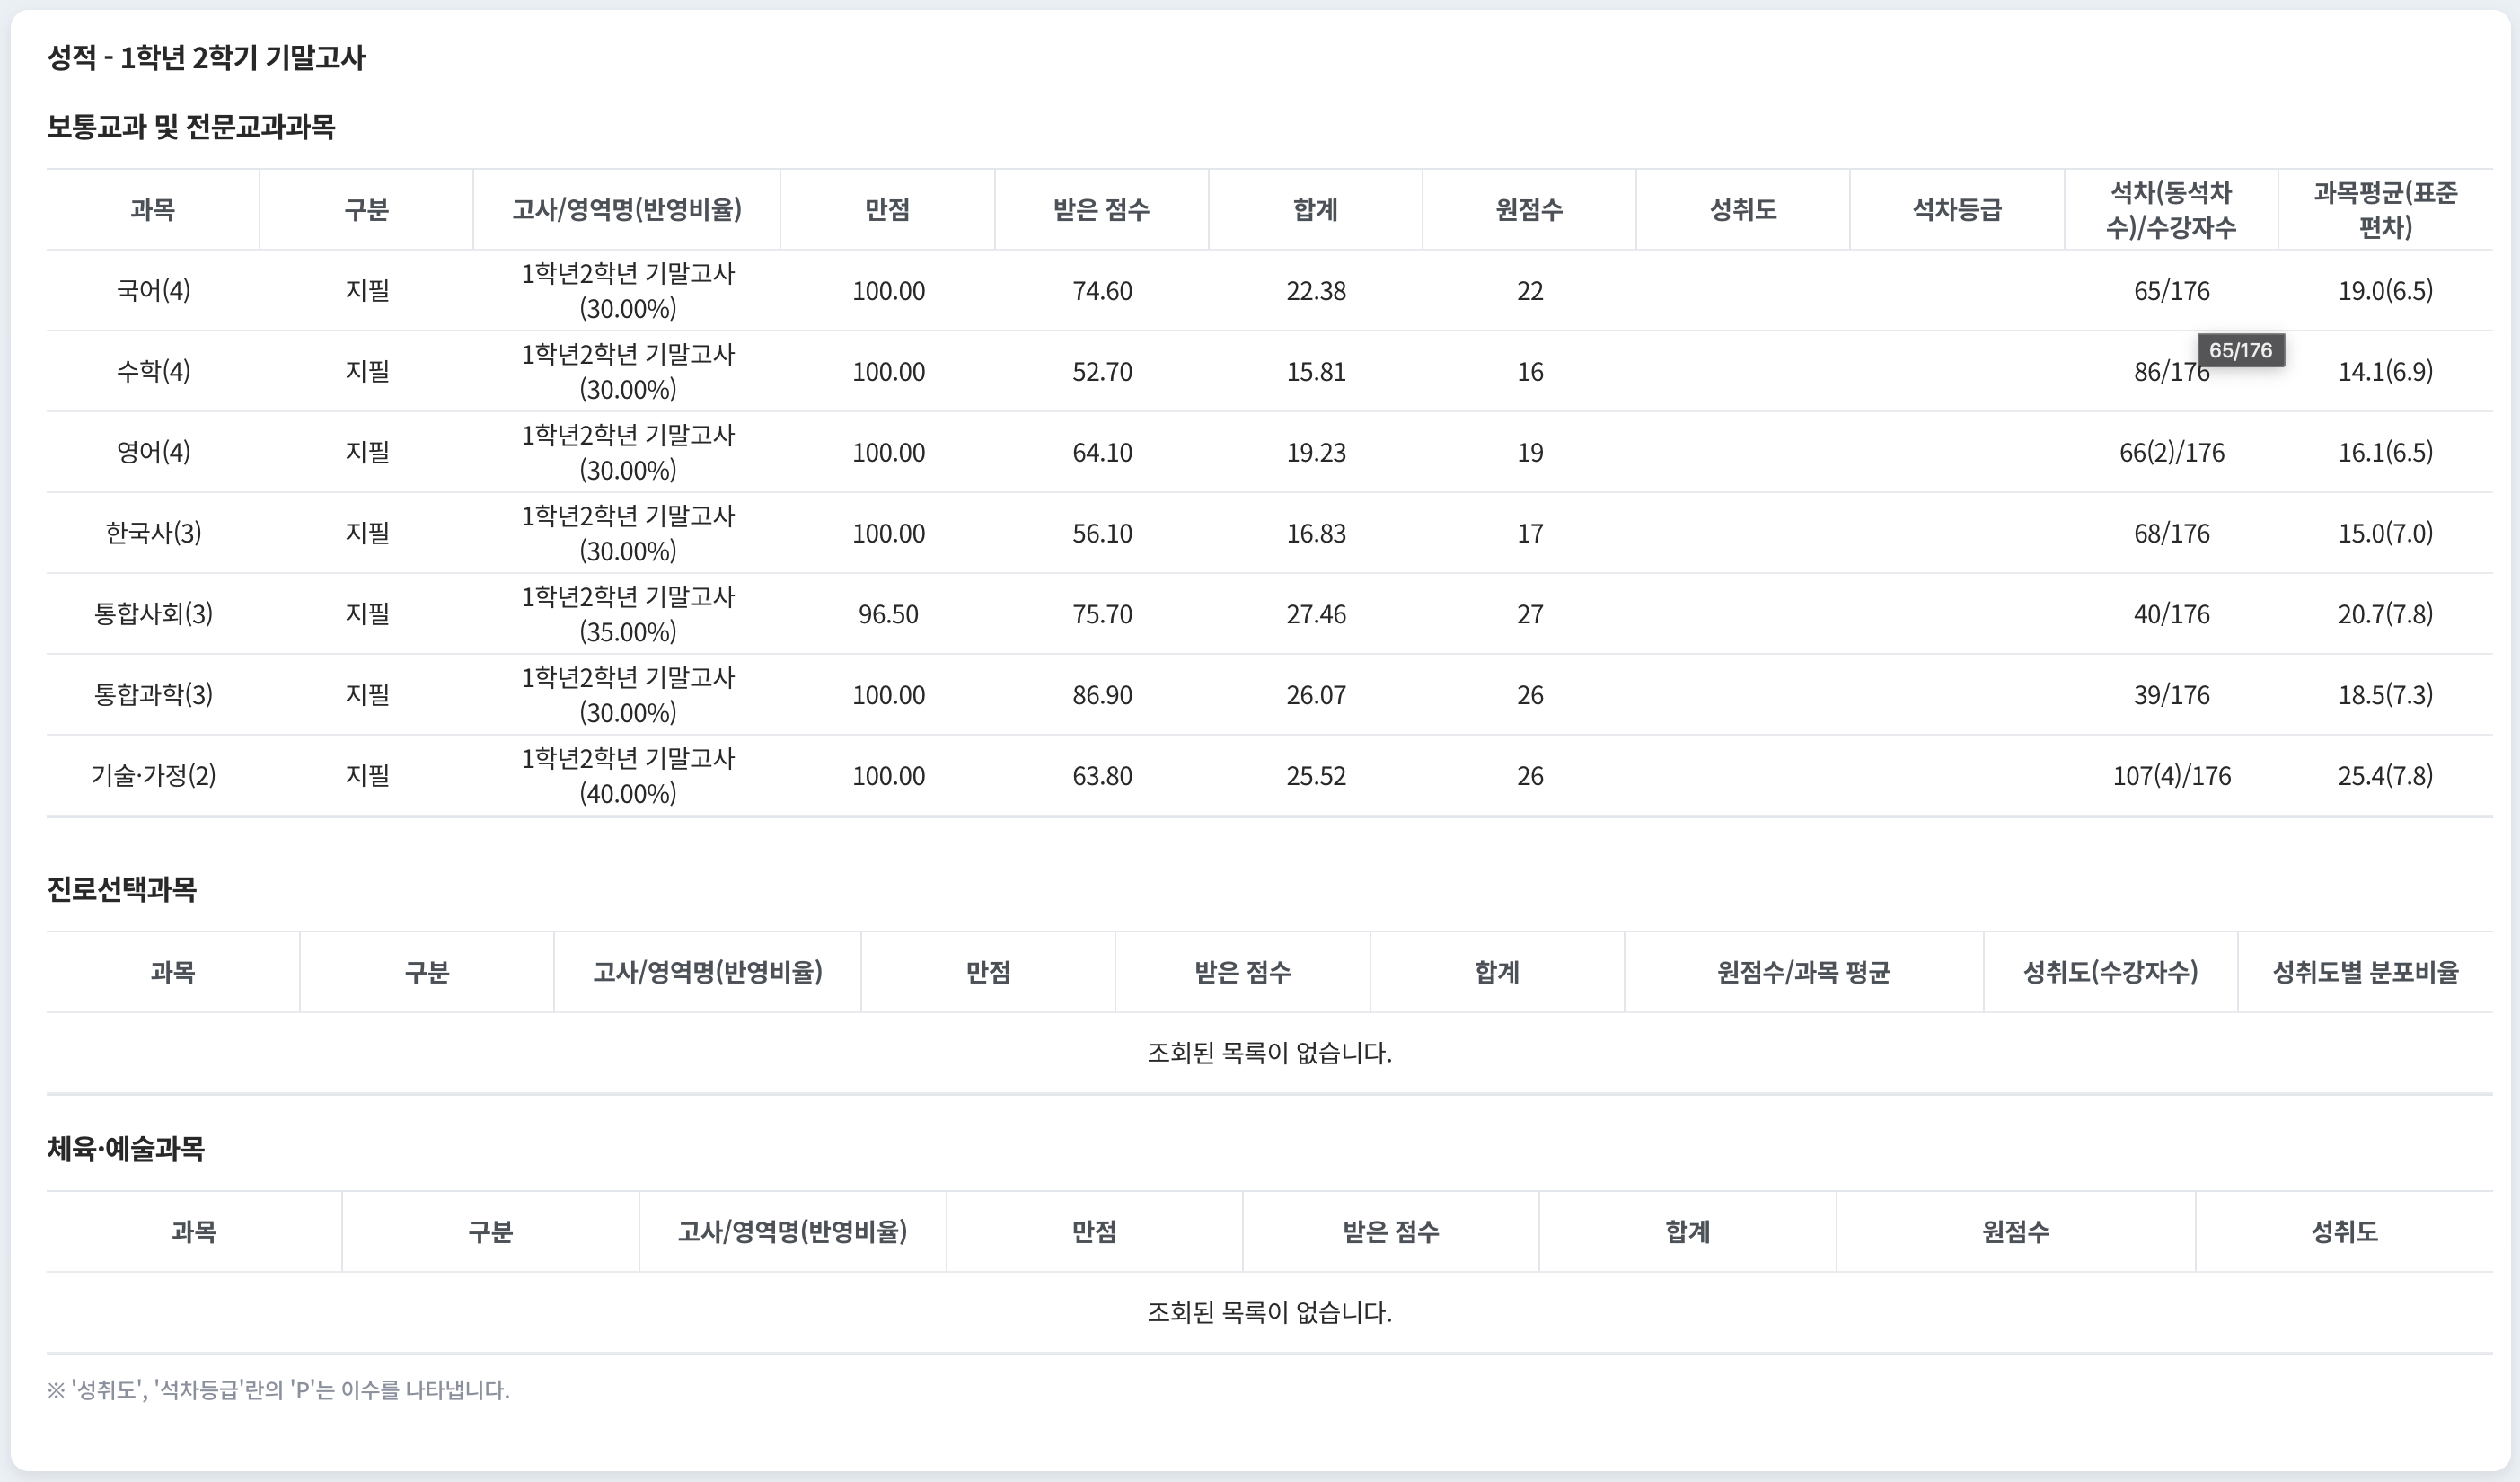 성적 - 1학년 2학기 기말고사
보통교과 및 전문교과과목
과목 구분 고사/영역명(반영비율) 만점 받은 점수 합계 원점수 성취도 석차등급 석차(동석차
수)/수강자수 과목평균(표준
편차)
국어(4) 지필 1학년2학년 기말고사
(30.00%) 100.00 74.60 22.38 22 65/176 19.0(6.5)
65/176
수학(4) 지필 1학년2학년 기말고사
(30.00%) 100.00 52.70 15.81 16 86/176 14.1(6.9)
영어(4) 지필 1학년2학년 기말고사
(30.00%) 100.00 64.10 19.23 19 66(2)/176 16.1(6.5)
한국사(3) 지필 1학년2학년 기말고사
(30.00%) 100.00 56.10 16.83 17 68/176 15.0(7.0)
통합사회(3) 지필 1학년2학년 기말고사
(35.00%) 96.50 75.70 27.46 27 40/176 20.7(7.8)
통합과학(3) 지필 1학년2학년 기말고사
(30.00%) 100.00 86.90 26.07 26 39/176 18.5(7.3)
기술·가정(2) 지필 1학년2학년 기말고사
(40.00%) 100.00 63.80 25.52 26 107(4)/176 25.4(7.8)
진로선택과목
과목 구분 고사/영역명(반영비율) 만점 받은 점수 합계 원점수/과목 평균 성취도(수강자수) 성취도별 분포비율
조회된 목록이 없습니다.
체육·예술과목
과목 구분 고사/영역명(반영비율) 만점 받은 점수 합계 원점수 성취도
조회된 목록이 없습니다.
※ '성취도', '석차등급'란의 'P'는 이수를 나타냅니다.